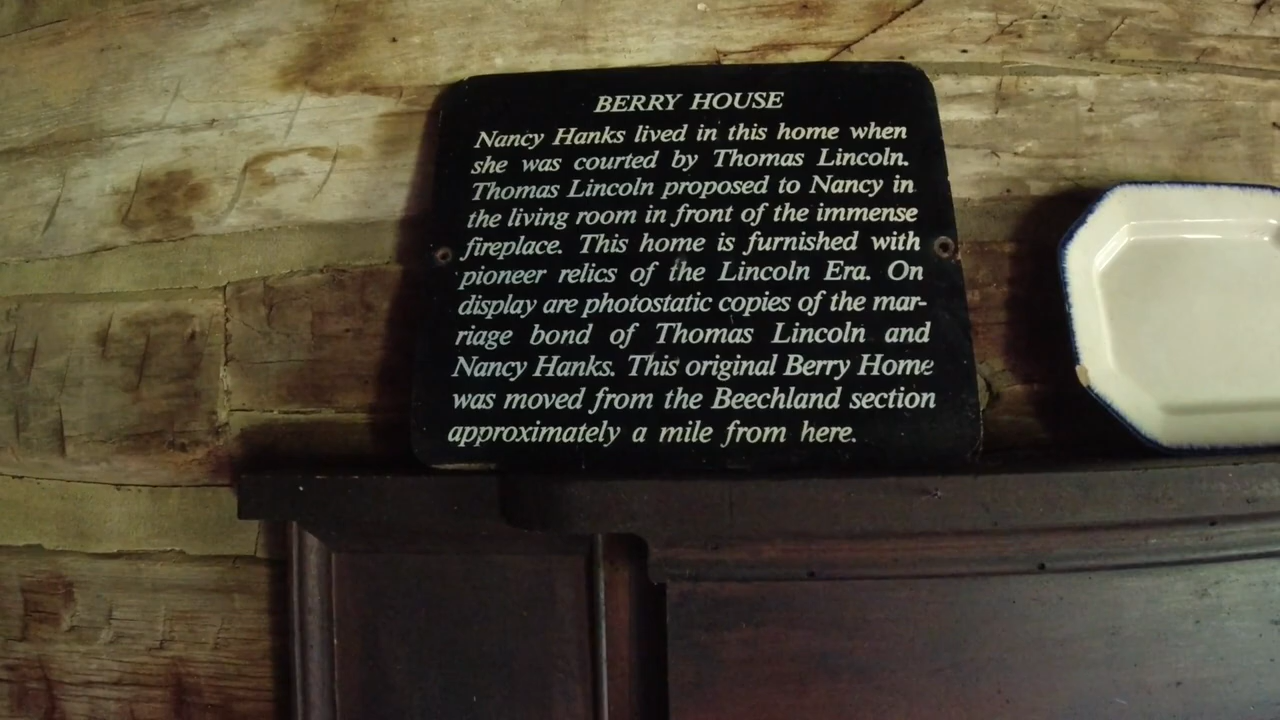 BERRY HOUSE
Nancy Hanks lived in this home when
she was courted by Thomas Lincoln.
Thomas Lincoln proposed to Nancy in
the living room in front of the immense
fireplace. This home is furnished with
pioneer relics of the Lincoln Era. On
display are photostatic copies of the mar-
riage bond of Thomas Lincoln and
Nancy Hanks. This original Berry Home
was moved from the Beechland section
approximately a mile from here.